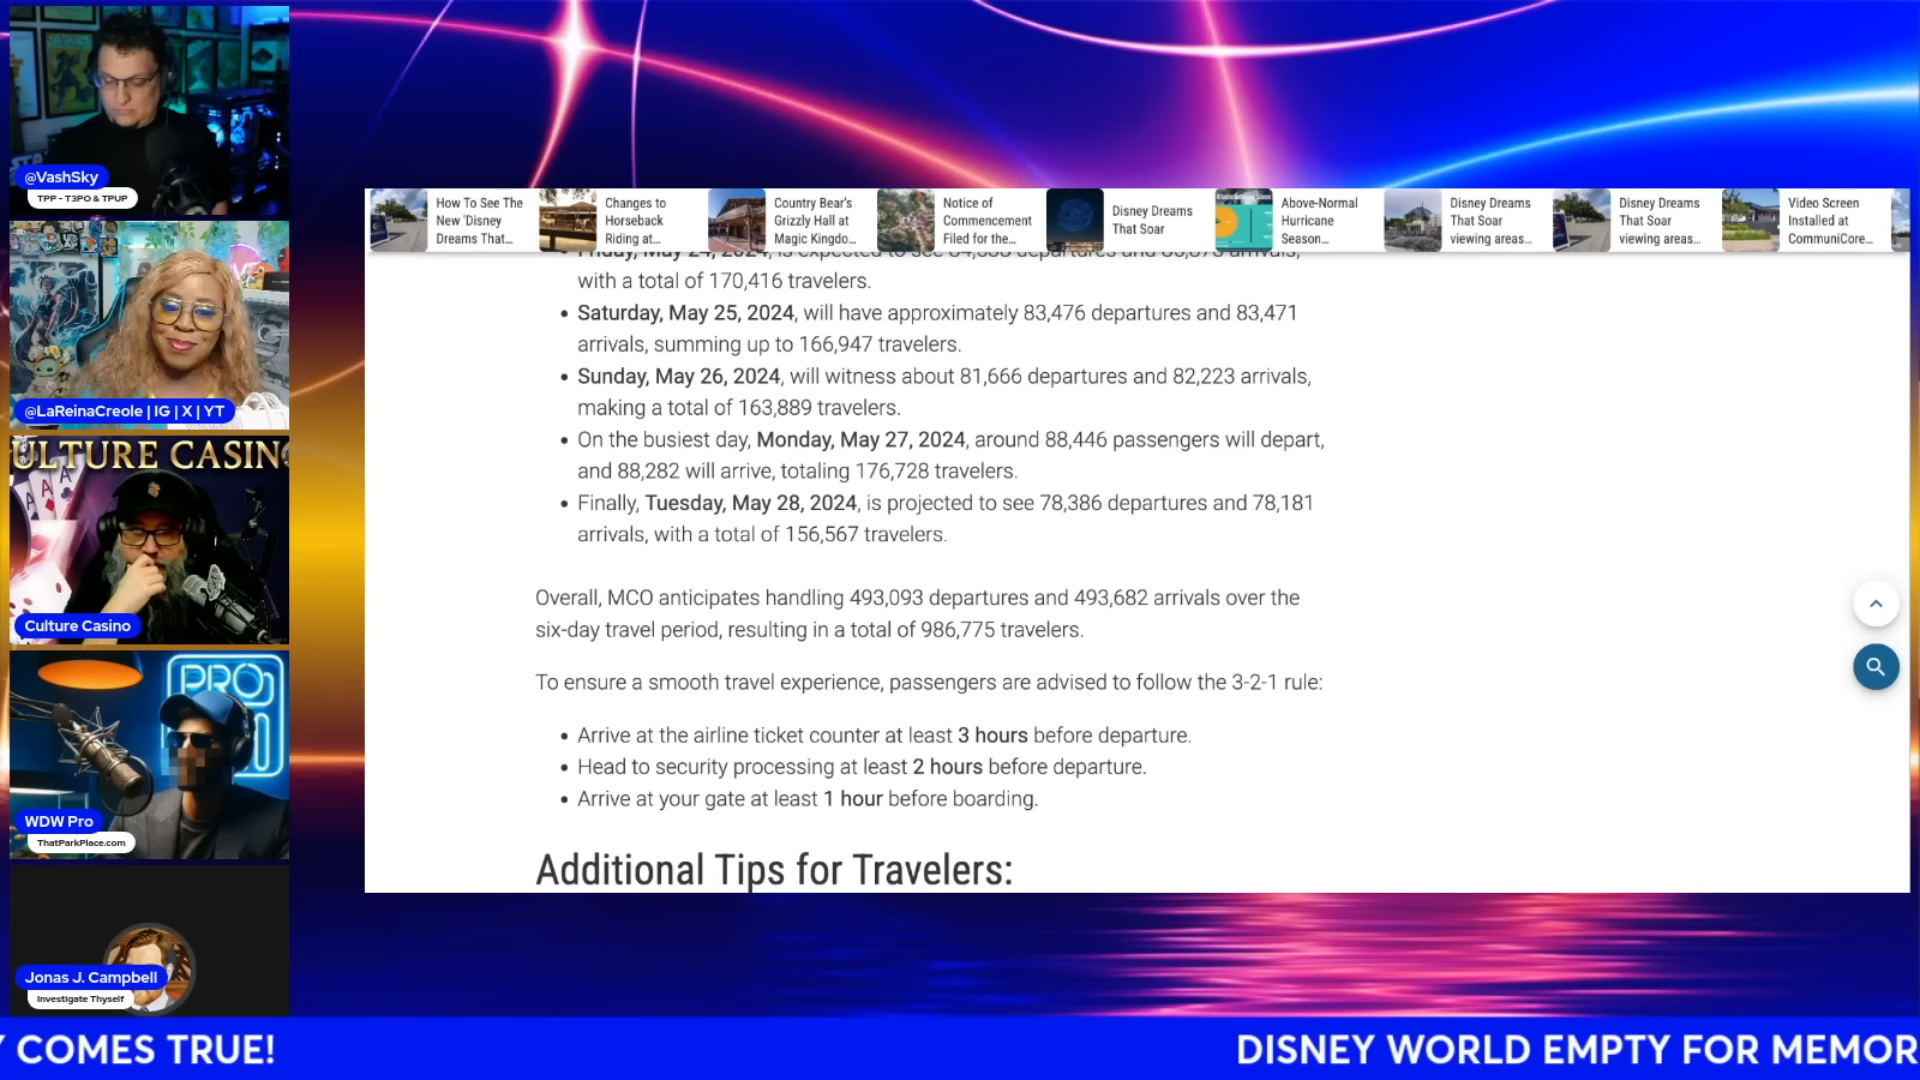 @VashSky
TPP - T3PO & TPUP
@LaReinaCreole | IG | X | YT
ULTURE CASIN
Culture Casino
PRO
WDW Pro
ThatParkPlace.com
Jonas J. Campbell
Investigate Thyself
How To See The
New 'Disney
Dreams That...
Changes to
Horseback
Riding at...
Country Bear's
Grizzly Hall at
Magic Kingdo...
Notice of
Commencement
Filed for the...
Disney Dreams
That Soar
Above-Normal
Hurricane
Season...
Disney Dreams
That Soar
viewing areas...
Disney Dreams
That Soar
viewing areas...
Video Screen
Installed at
CommuniCore...
Friday, May 24, 2024, is expected to see departures and arrivals,
with a total of 170,416 travelers.
• Saturday, May 25, 2024, will have approximately 83,476 departures and 83,471
arrivals, summing up to 166,947 travelers.
• Sunday, May 26, 2024, will witness about 81,666 departures and 82,223 arrivals,
making a total of 163,889 travelers.
• On the busiest day, Monday, May 27, 2024, around 88,446 passengers will depart,
and 88,282 will arrive, totaling 176,728 travelers.
• Finally, Tuesday, May 28, 2024, is projected to see 78,386 departures and 78,181
arrivals, with a total of 156,567 travelers.
Overall, MCO anticipates handling 493,093 departures and 493,682 arrivals over the
six-day travel period, resulting in a total of 986,775 travelers.
To ensure a smooth travel experience, passengers are advised to follow the 3-2-1 rule:
• Arrive at the airline ticket counter at least 3 hours before departure.
• Head to security processing at least 2 hours before departure.
• Arrive at your gate at least 1 hour before boarding.
Additional Tips for Travelers:
Y COMES TRUE!
DISNEY WORLD EMPTY FOR MEMOR